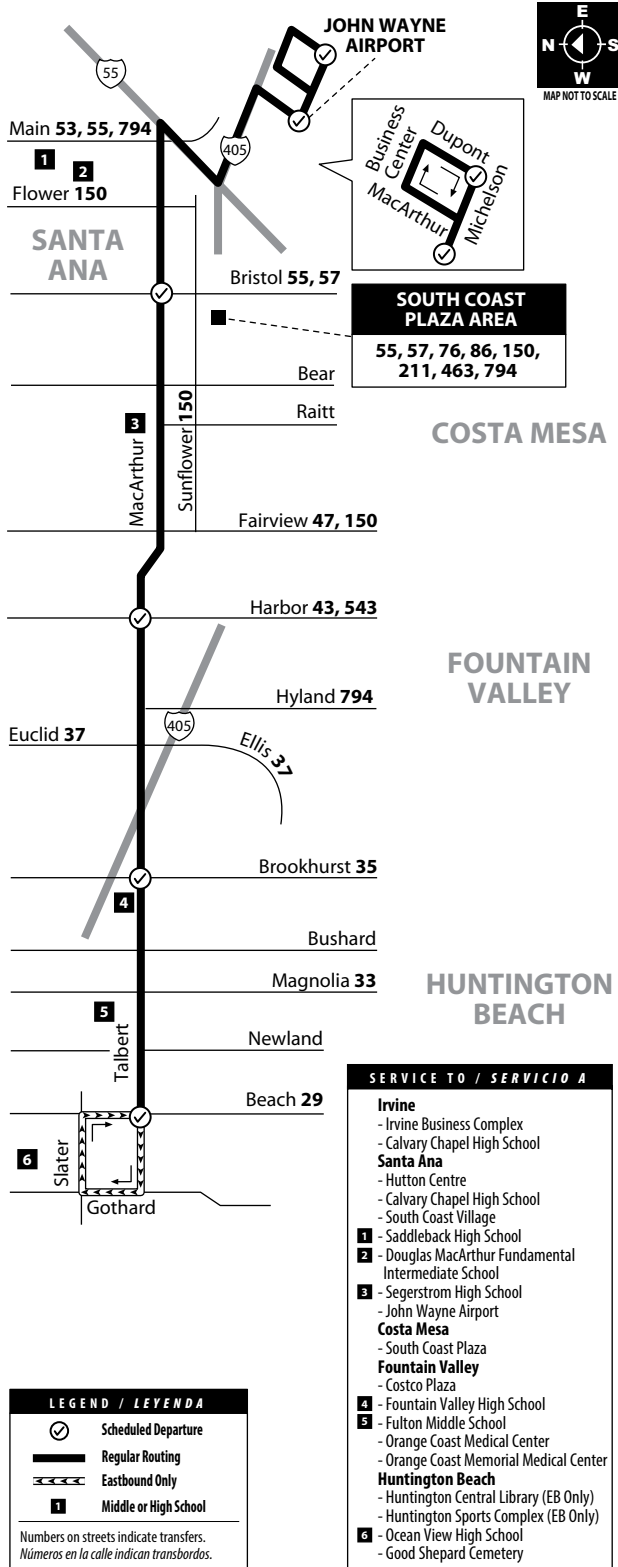 JOHN WAYNE
AIRPORT
E
N
S
W
MAP NOT TO SCALE
55
Main 53, 55, 794
405
1
2
Flower 150
Business
Center
Dupont
MacArthur
Michelson
SANTA
ANA
Bristol 55, 57
SOUTH COAST
PLAZA AREA
55, 57, 76, 86, 150,
211, 463, 794
Bear
Raitt
3
MacArthur
Sunflower 150
COSTA MESA
Fairview 47, 150
Harbor 43, 543
FOUNTAIN
VALLEY
Hyland 794
405
Euclid 37
Ellis 37
Brookhurst 35
4
Bushard
Magnolia 33
HUNTINGTON
BEACH
5
Talbert
Newland
Beach 29
6
Slater
Gothard
SERVICE TO / SERVICIO A
Irvine
- Irvine Business Complex
- Calvary Chapel High School
Santa Ana
- Hutton Centre
- Calvary Chapel High School
- South Coast Village
1 - Saddleback High School
2 - Douglas MacArthur Fundamental
Intermediate School
3 - Segerstrom High School
- John Wayne Airport
Costa Mesa
- South Coast Plaza
Fountain Valley
- Costco Plaza
4 - Fountain Valley High School
5 - Fulton Middle School
- Orange Coast Medical Center
- Orange Coast Memorial Medical Center
Huntington Beach
- Huntington Central Library (EB Only)
- Huntington Sports Complex (EB Only)
6 - Ocean View High School
- Good Shepard Cemetery
LEGEND / LEYENDA
Scheduled Departure
Regular Routing
Eastbound Only
1 Middle or High School
Numbers on streets indicate transfers.
Números en la calle indican transbordos.